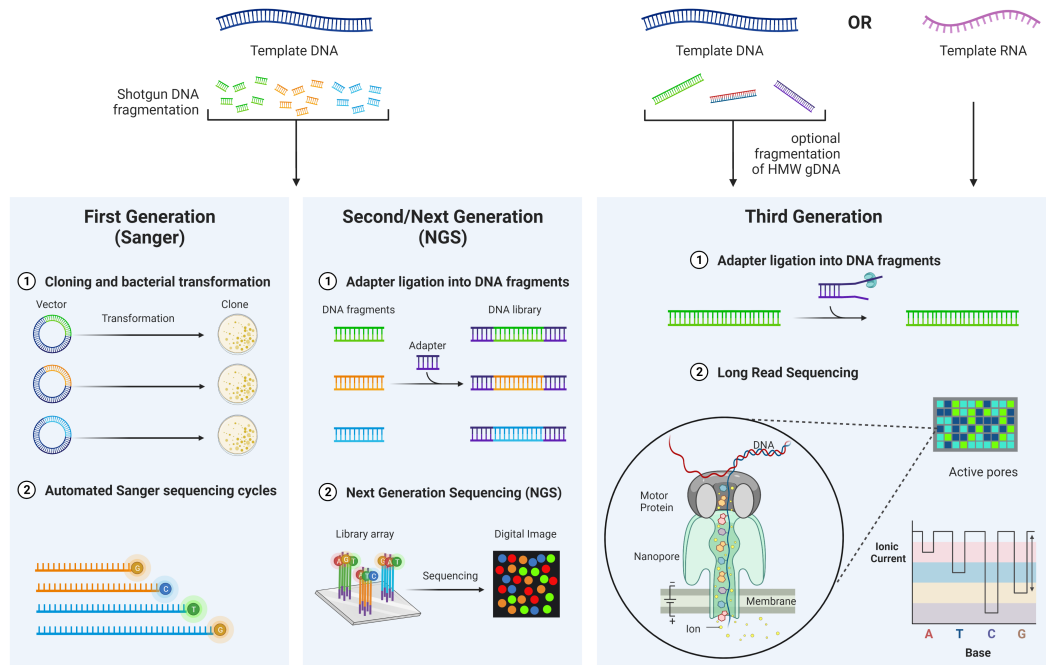 Template DNA
Shotgun DNA
fragmentation
Template DNA
OR
Template RNA
optional
fragmentation
of HMW gDNA
First Generation
(Sanger)
1 Cloning and bacterial transformation
Vector
Transformation
Clone
2 Automated Sanger sequencing cycles
G
C
T
G
Second/Next Generation
(NGS)
1 Adapter ligation into DNA fragments
DNA fragments
DNA library
Adapter
2 Next Generation Sequencing (NGS)
Library array
Digital Image
A G T
A T C
G A T
Sequencing
Third Generation
1 Adapter ligation into DNA fragments
2 Long Read Sequencing
DNA
Motor
Protein
Nanopore
Membrane
Ion
Active pores
Ionic
Current
A T C G
Base